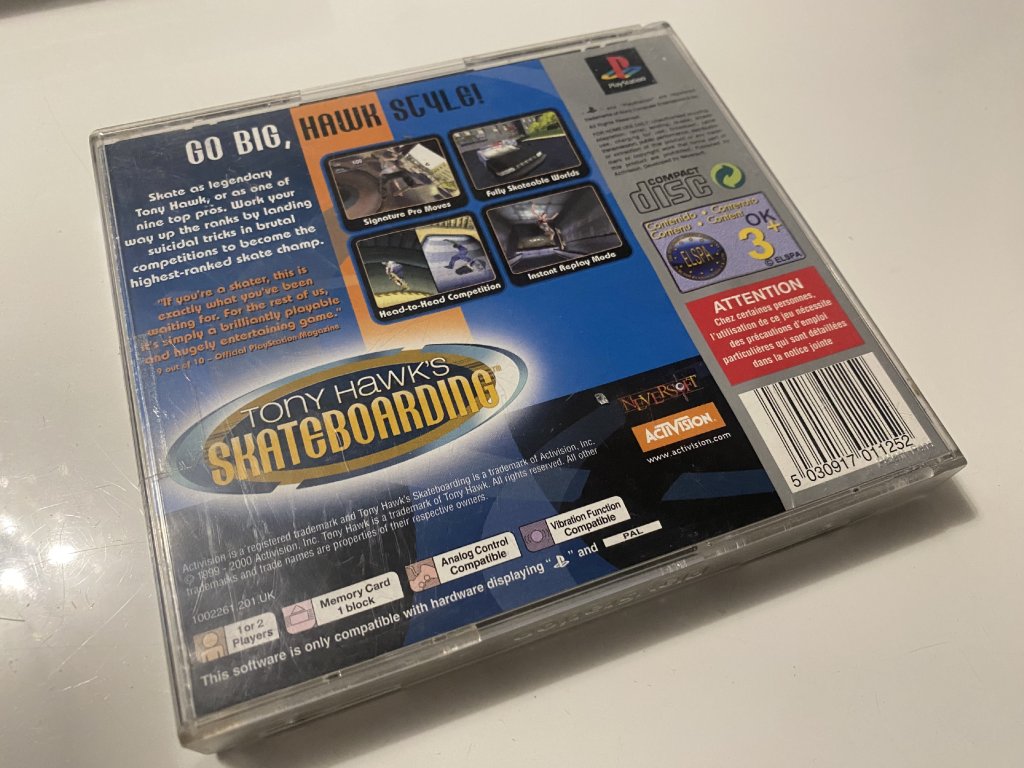 GO BIG, HAWK STYLE!
Skate as legendary
Tony Hawk, or as one of
nine top pros. Work your
way up the ranks by landing
suicidal tricks in brutal
competitions to become the
highest-ranked skate champ.
"If you're a skater, this is
exactly what you've been
waiting for. For the rest of us,
it's simply a brilliantly playable
and hugely entertaining game."
9 out of 10 – Official PlayStation Magazine
Signature Pro Moves
Fully Skateable Worlds
Head-to-Head Competition
Instant Replay Mode
TONY HAWK'S
SKATEBOARDING™
NEVERSOFT
ACTIVISION.
www.activision.com
Activision is a registered trademark and Tony Hawk's Skateboarding is a trademark of Activision, Inc.
© 1999 - 2000 Activision, Inc. Tony Hawk is a trademark of Tony Hawk. All rights reserved. All other
trademarks and trade names are properties of their respective owners.
1002261.201.UK
1 or 2
Players
Memory Card
1 block
Analog Control
Compatible
Vibration Function
Compatible
This software is only compatible with hardware displaying " " and PAL
PlayStation
COMPACT
disc
Contenido • Contenuto
Contenu • Content
OK
3+
ELSPA
© ELSPA
ATTENTION
Chez certaines personnes,
l'utilisation de ce jeu nécessite
des précautions d'emploi
particulières qui sont détaillées
dans la notice jointe
5 030917 011252